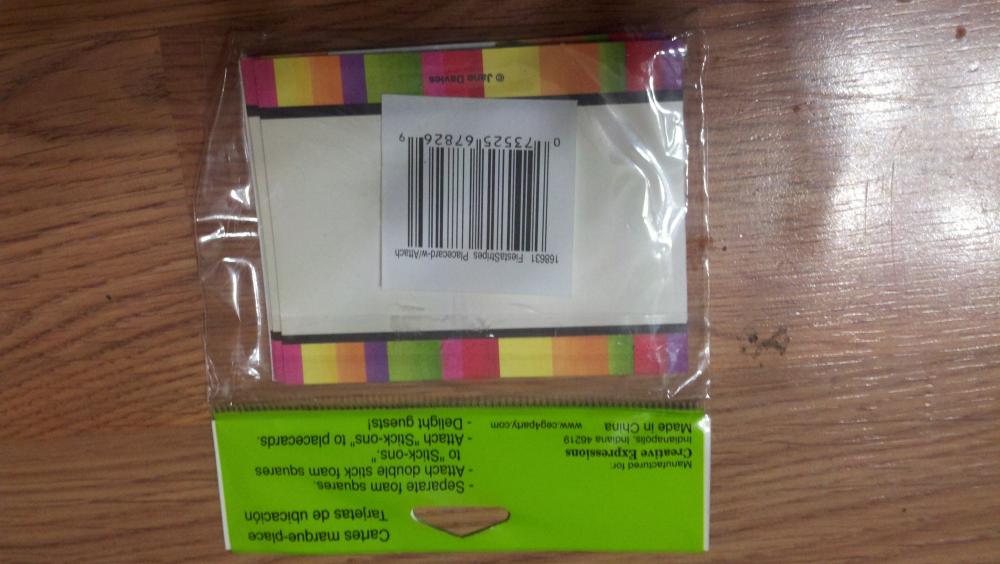 Cartes marque-place
Tarjetas de ubicación
- Separate foam squares.
- Attach double stick foam squares
to "Stick-ons."
- Attach "Stick-ons" to placecards.
- Delight guests!
Manufactured for:
Creative Expressions
Indianapolis, Indiana 46219
Made in China
www.ceg4party.com
168631 FiestaStripes Placecard-w/Attach
0 73525 67826 9
© Jane Davies